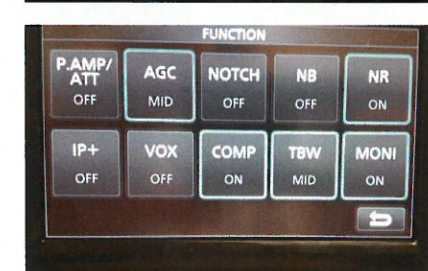 FUNCTION
P.AMP/ATT AGC NOTCH NB NR
OFF MID OFF OFF ON
IP+ VOX COMP TBW MONI
OFF OFF ON MID ON